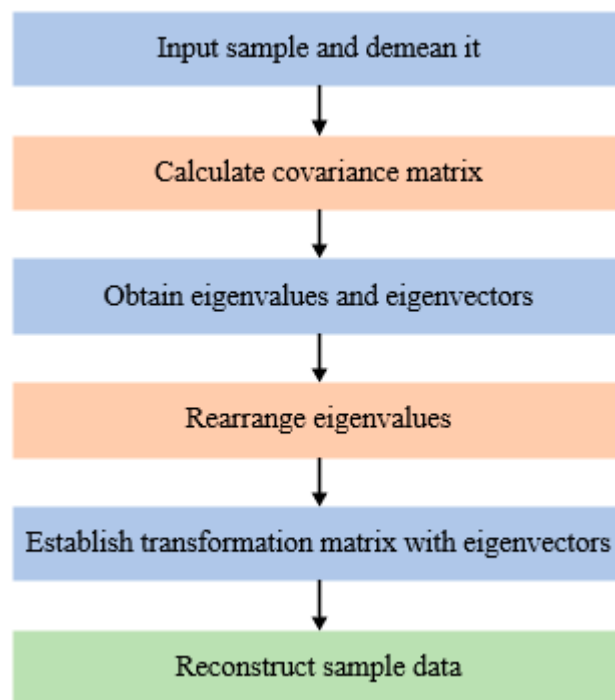 Input sample and demean it
Calculate covariance matrix
Obtain eigenvalues and eigenvectors
Rearrange eigenvalues
Establish transformation matrix with eigenvectors
Reconstruct sample data